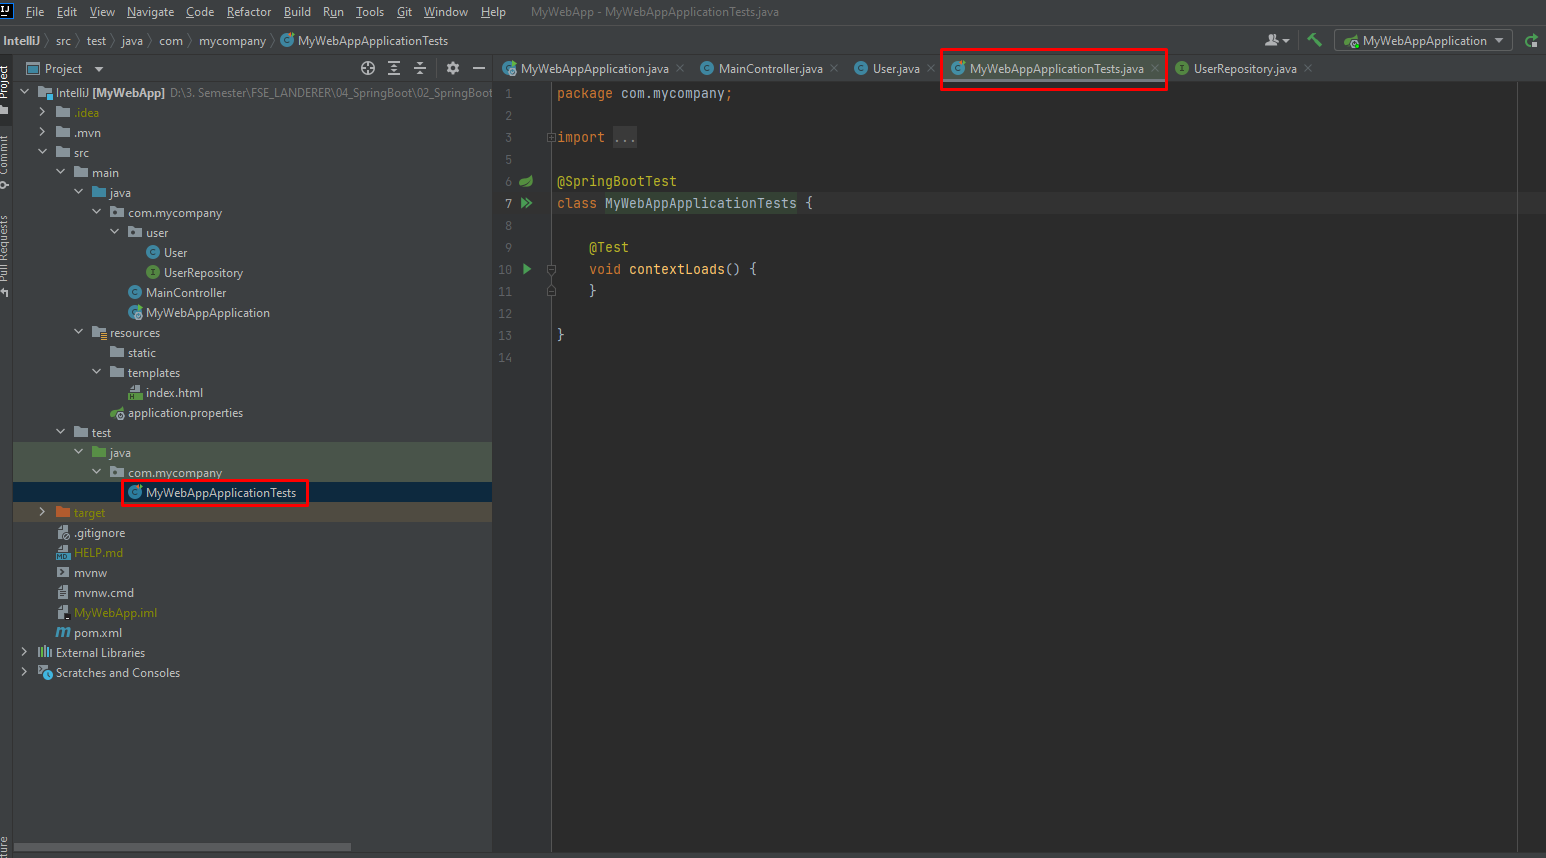 File Edit View Navigate Code Refactor Build Run Tools Git Window Help MyWebApp - MyWebAppApplicationTests.java
IntelliJ src test java com mycompany MyWebAppApplicationTests
MyWebAppApplication
Project
MyWebAppApplication.java MainController.java User.java MyWebAppApplicationTests.java UserRepository.java
Project
Commit
Pull Requests
IntelliJ [MyWebApp] D:\3. Semester\FSE_LANDERER\04_SpringBoot\02_SpringBoot
.idea
.mvn
src
main
java
com.mycompany
user
User
UserRepository
MainController
MyWebAppApplication
resources
static
templates
index.html
application.properties
test
java
com.mycompany
MyWebAppApplicationTests
target
.gitignore
HELP.md
mvnw
mvnw.cmd
MyWebApp.iml
pom.xml
External Libraries
Scratches and Consoles
1 package com.mycompany;
2
3 import ...
5
6 @SpringBootTest
7 class MyWebAppApplicationTests {
8
9 @Test
10 void contextLoads() {
11 }
12
13 }
14